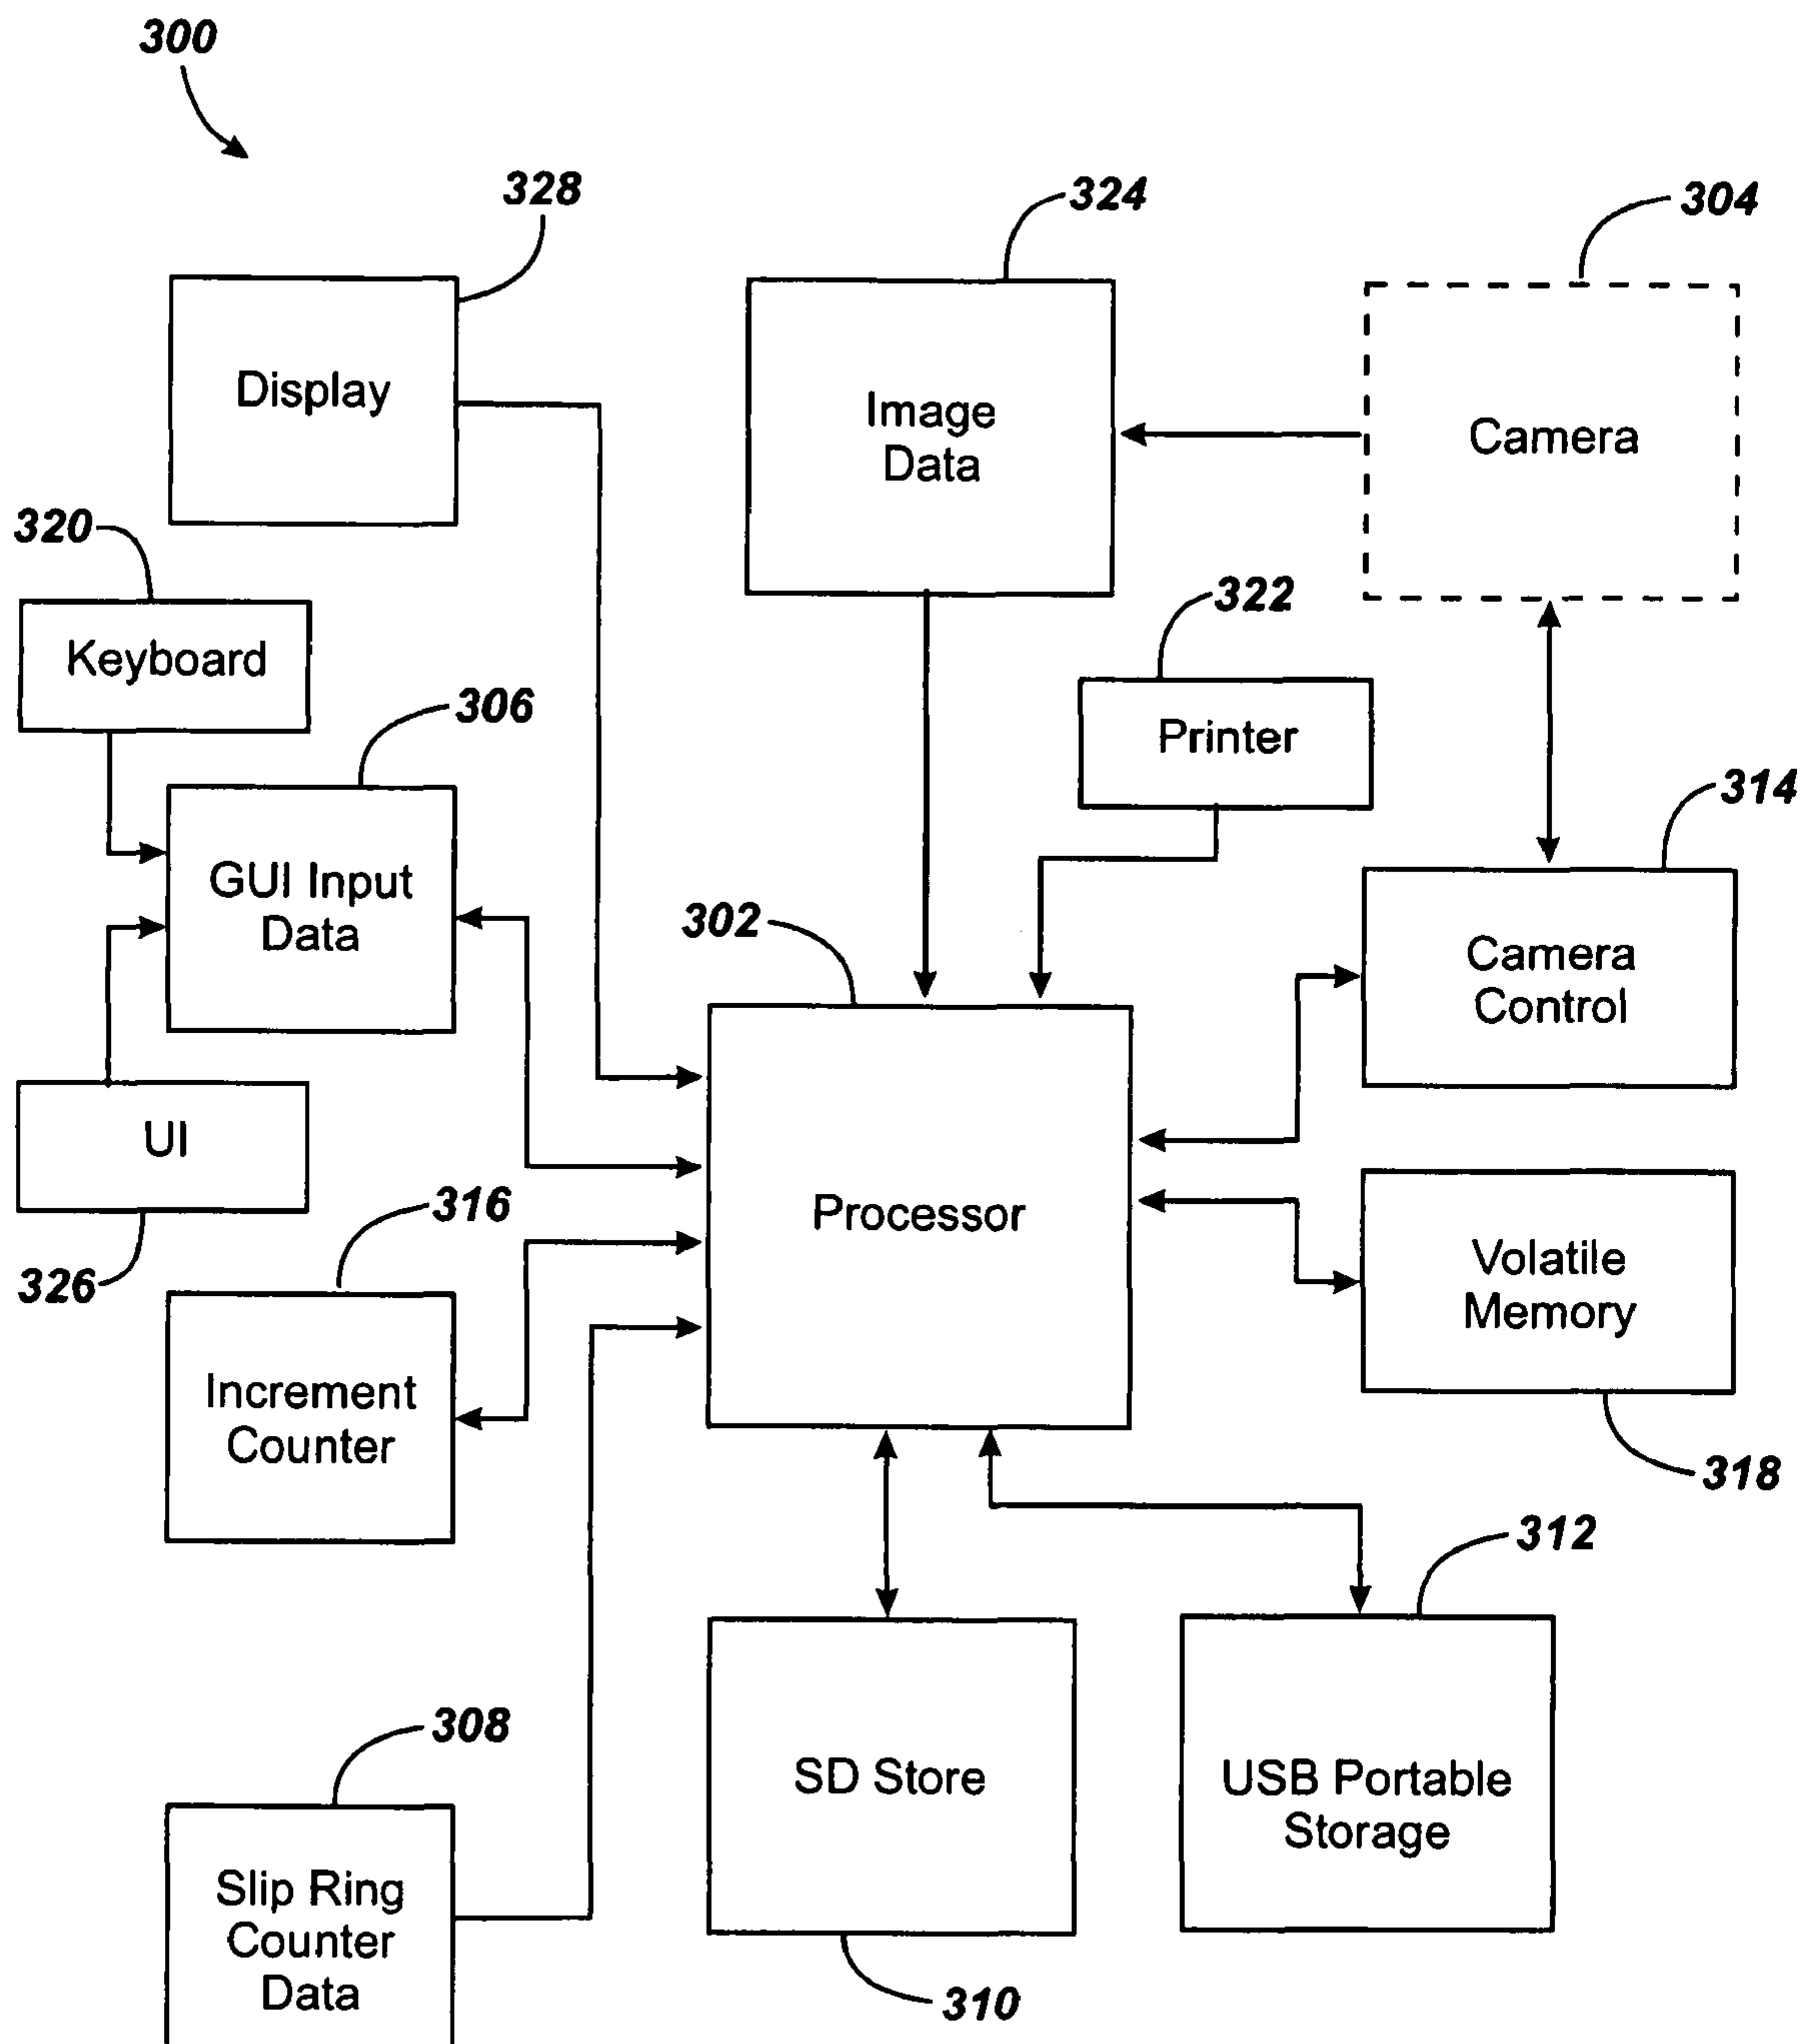 300
328
324
304
Display
Image
Data
Camera
320
Keyboard
322
Printer
306
GUI Input
Data
314
Camera
Control
302
Processor
UI
326
316
Increment
Counter
Volatile
Memory
318
312
308
Slip Ring
Counter
Data
SD Store
310
USB Portable
Storage